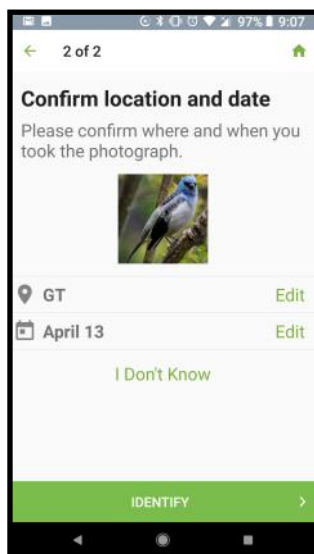 97% 9:07
2 of 2
Confirm location and date
Please confirm where and when you
took the photograph.
GT Edit
April 13 Edit
I Don't Know
IDENTIFY